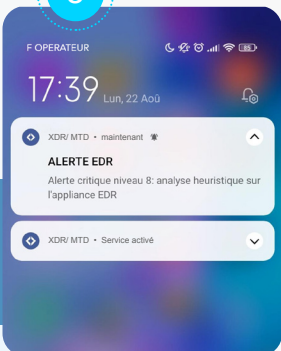 F OPERATEUR
85
17:39 Lun, 22 Aoû
XDR/ MTD • maintenant
ALERTE EDR
Alerte critique niveau 8: analyse heuristique sur
l'appliance EDR
XDR/ MTD • Service activé